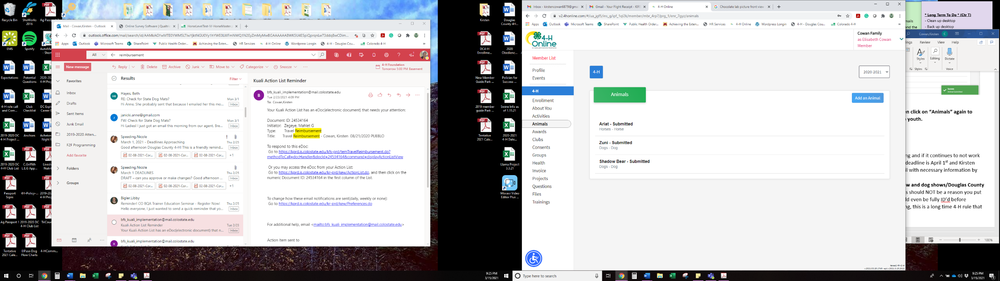 Recycle Bin
ShoWorks
2016
EMS
Spotify
Expectations
Potential
Questions
4-H role call
and Com...
Club
Checklist
2019-2020 DC
4-H Project ...
Anchors
2019-2020 DC
4-H Club List
C.Griffith
L.E.G App...
Passport
Signs
4H-Policy-...
Ag Passport 1
2019-2020 DC
4-H Club List
Tentative
2021 Cale...
ElPaso Dog
Flow Charts
4-HComm...
Mail - Cowan,Kirsten - Outlook
Online Survey Software | Qualtri
HorseLevelTest-IV-HorseMaster.p
Apps
Outlook
Microsoft Teams
SharePoint
Public Health Order...
Achieving the Exten...
HR Services
4-H Online
Wordpress Longin
4-H - Douglas Cou...
Colorado 4-H
All
reimbursement
New message
Reply
Delete
Archive
Junk
Move to
Categorize
Snooze
4-H Foundation
Tomorrow 5:00 PM Basement
Favorites
Inbox
Drafts
Sent Items
Junk Email
2019-2020 Atten...
F2F Programming
Add favorite
Folders
Groups
Results
Filter
Hayes, Beth
RE: Check for State Dog Mats?
Mon 3/1
Hi Anne, She probably sent that because I emailed her this mo...
Inbox
janicki.anne@gmail.com
FW: Check for State Dog Mats?
Mon 3/1
Hi Ladies! I just got an email this morning from our agent, Bre...
Inbox
Speeding,Nicole
March 1, 2021 - Deadlines Approaching
Thu 2/25
Good afternoon Douglas County 4-H! This is a friendly remind...
Inbox
02-08-2021-Cor...
02-08-2021-Cor...
02-08-2021-Cor...
+1
Speeding,Nicole
March 1 DEADLINES
Thu 2/25
DRAFT – can you approve or make changes? Good afternoon ...
Inbox
02-08-2021-Cor...
02-08-2021-Cor...
02-08-2021-Cor...
+1
Bigler,Libby
Reminder! CO BQA Trainer Education Seminar - Register Now!
Thu 2/25
Hello everyone, I just wanted to send a quick reminder that yo...
Inbox
bfs_kuali_implementation@mail.colostate.edu
Kuali Action List Reminder
Tue 2/23
Your Kuali Action List has an eDoc(electronic document) that n...
Inbox
bfs_kuali_implementation@mail.colostate.edu
Kuali Action List Reminder
bfs_kuali_implementation@mail.colostate.edu
Tue 2/23/2021 4:09 PM
To: Cowan,Kirsten
Your Kuali Action List has an eDoc(electronic document) that needs your attention:
Document ID: 24534164
Initiator: Zegeye, Mahlet G
Type: Travel Reimbursement
Title: Travel Reimbursement - Cowan, Kirsten 08/21/2020 PUEBLO
To respond to this eDoc:
Go to https://kprd.is.colostate.edu/kfs-prd/temTravelReimbursement.do?
methodToCall=docHandler&docId=24534164&command=displayActionListView
Or you may access the eDoc from your Action List:
Go to https://kprd.is.colostate.edu/kr-prd/kew/ActionList.do, and then click on the
numeric Document ID: 24534164 in the first column of the List.
To change how these email notifications are sent(daily, weekly or none):
Go to https://kprd.is.colostate.edu/kr-prd/kew/Preferences.do
For additional help, email <mailto:bfs_kuali_implementation@mail.colostate.edu>
Action Item sent to
9:25 PM
3/15/2021
Kirsten
Douglas
County 4H...
DC4-H
Enrollme...
2020
Obedienc...
New Member
Guide Park ...
Policies for
Success ...
2019 member
guide Park ...
Swine Info as
of 1.15.21
Tentative
2021 Cale...
2020-2021
4-H Date...
Llama Project
3.3.21
Movavi Video
Editor Plus ...
Inbox - kirstencowan6879@gma
Gmail - Your Flight Receipt - KIRS
4-H Online
Chocolate lab picture front view
v2.4honline.com/#/ua_jgf5/ins_g/ipf_1ql2k/member/mbr_4rp7/prg_1/enr_7gyz/animals
Apps
Outlook
Microsoft Teams
SharePoint
Public Health Order...
Achieving the Exten...
HR Services
4-H Online
Wordpress Longin
4-H - Douglas Cou...
Colorado 4-H
4-H
Online
Cowan Family
as Elisabeth Cowan
Member
Member List
Profile
Events
4-H
Enrollment
About You
Activities
Animals
Awards
Clubs
Consents
Groups
Health
Invoice
Projects
Questions
Files
Trainings
4-H
2020-2021
Animals
Add an Animal
Ariat - Submitted
Horses - Horse
Zuni - Submitted
Dogs - Dog
Shadow Bear - Submitted
Dogs - Dog
Type here to search
* Long Term To Do * (Ctr T)
- Clean up desktop
- Back up desktop
mails
and the
Cowan,Kirsten
ings
Review
View
Help
Styles
Editing
Dictate
Styles
Voice
Success
Animal Submitted
en click on “Animals” again to
e youth.
ng and if it continues to not work
deadline is April 1st and Kirsten
il with necessary information by
w and dog shows/Douglas County
s should NOT be a reason you put
ld even be fully ID’d before
ng, this is a long time 4-H rule that
100%
9:25 PM
3/15/2021